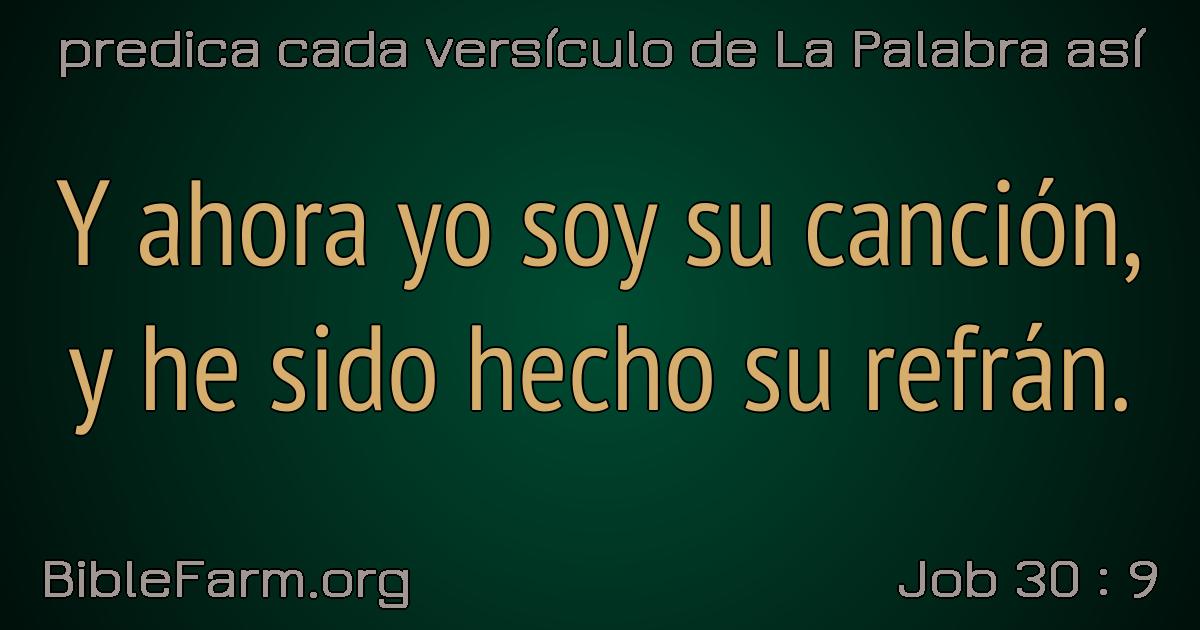 predica cada versículo de La Palabra así
Y ahora yo soy su canción,
y he sido hecho su refrán.
BibleFarm.org
Job 30 : 9